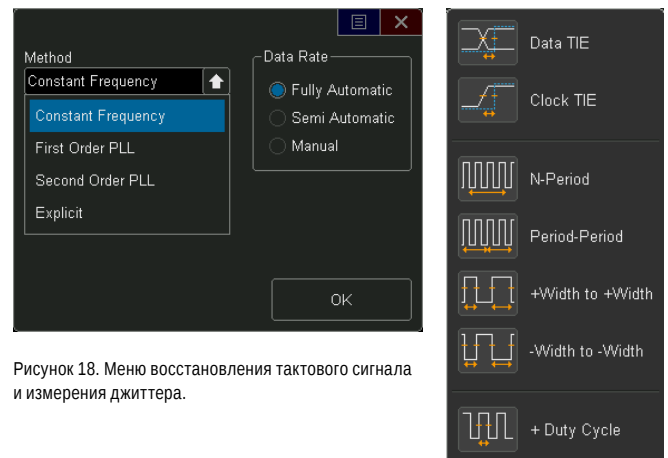 Method
Constant Frequency
Constant Frequency
First Order PLL
Second Order PLL
Explicit
Data Rate
Fully Automatic
Semi Automatic
Manual
OK
Рисунок 18. Меню восстановления тактового сигнала
и измерения джиттера.
Data TIE
Clock TIE
N-Period
Period-Period
+Width to +Width
-Width to -Width
+ Duty Cycle